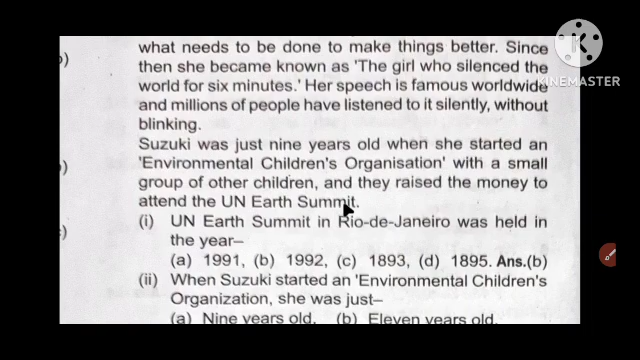 what needs to be done to make things better. Since
then she became known as 'The girl who silenced the
world for six minutes.' Her speech is famous worldwide
and millions of people have listened to it silently, without
blinking.
Suzuki was just nine years old when she started an
'Environmental Children's Organisation' with a small
group of other children, and they raised the money to
attend the UN Earth Summit.
(i) UN Earth Summit in Rio-de-Janeiro was held in
the year–
(a) 1991, (b) 1992, (c) 1893, (d) 1895. Ans.(b)
(ii) When Suzuki started an 'Environmental Children's
Organization, she was just–
(a) Nine years old. (b) Eleven years old.
KINEMASTER